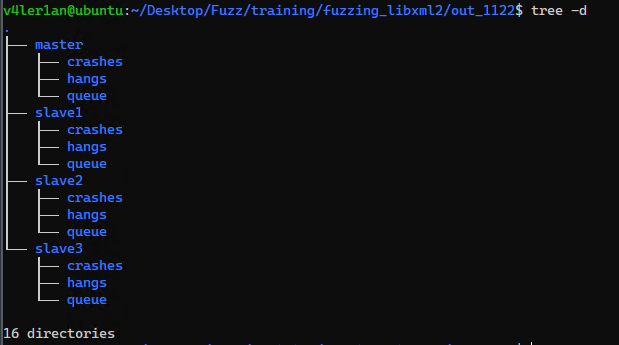 v4ler1an@ubuntu:~/Desktop/Fuzz/training/fuzzing_libxml2/out_1122$ tree -d
.
├── master
│   ├── crashes
│   ├── hangs
│   └── queue
├── slave1
│   ├── crashes
│   ├── hangs
│   └── queue
├── slave2
│   ├── crashes
│   ├── hangs
│   └── queue
└── slave3
    ├── crashes
    ├── hangs
    └── queue

16 directories